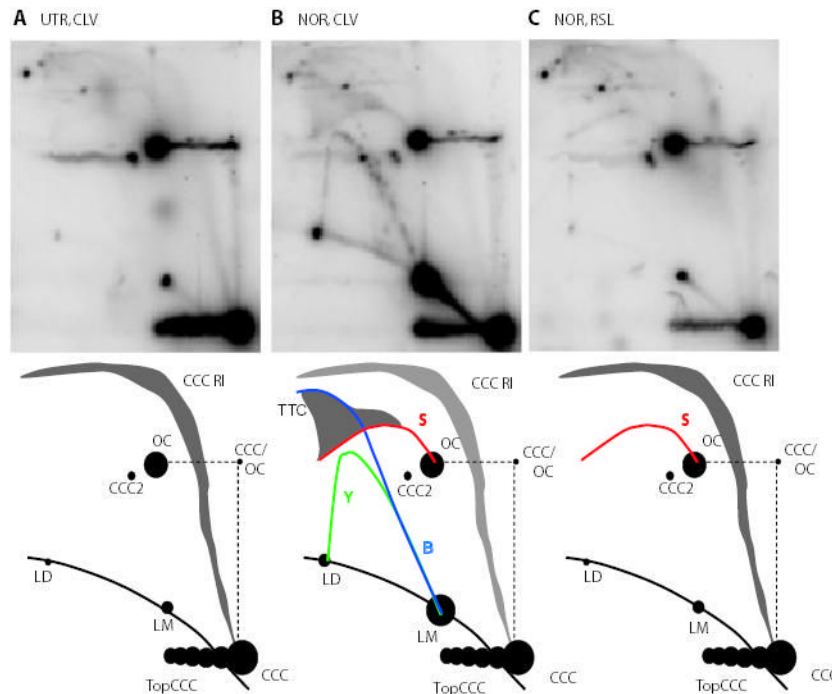 A UTR, CLV
B NOR, CLV
C NOR, RSL
CCC RI
OC
CCC/
OC
CCC2
LD
LM
TopCCC
CCC
TTC
CCC RI
S
OC
CCC/
OC
CCC2
Y
B
LD
LM
TopCCC
CCC
CCC RI
S
OC
CCC/
OC
CCC2
LD
LM
TopCCC
CCC